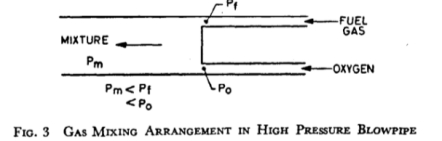 Pf
FUEL
GAS
MIXTURE
Pm
OXYGEN
Po
Pm < Pf
< Po
FIG. 3 GAS MIXING ARRANGEMENT IN HIGH PRESSURE BLOWPIPE